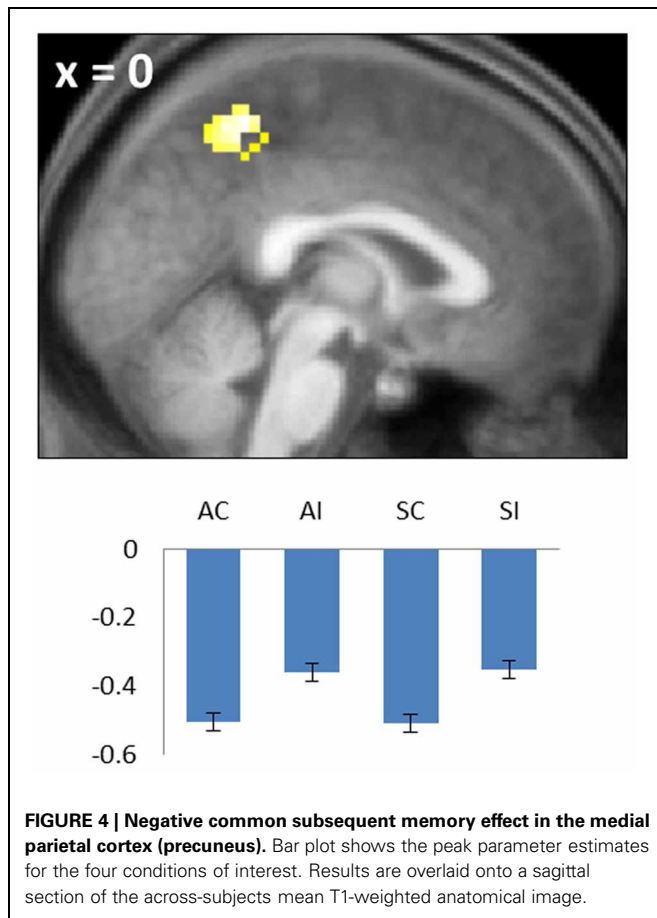 x = 0
AC AI SC SI
0
-0.2
-0.4
-0.6
FIGURE 4 | Negative common subsequent memory effect in the medial
parietal cortex (precuneus). Bar plot shows the peak parameter estimates
for the four conditions of interest. Results are overlaid onto a sagittal
section of the across-subjects mean T1-weighted anatomical image.